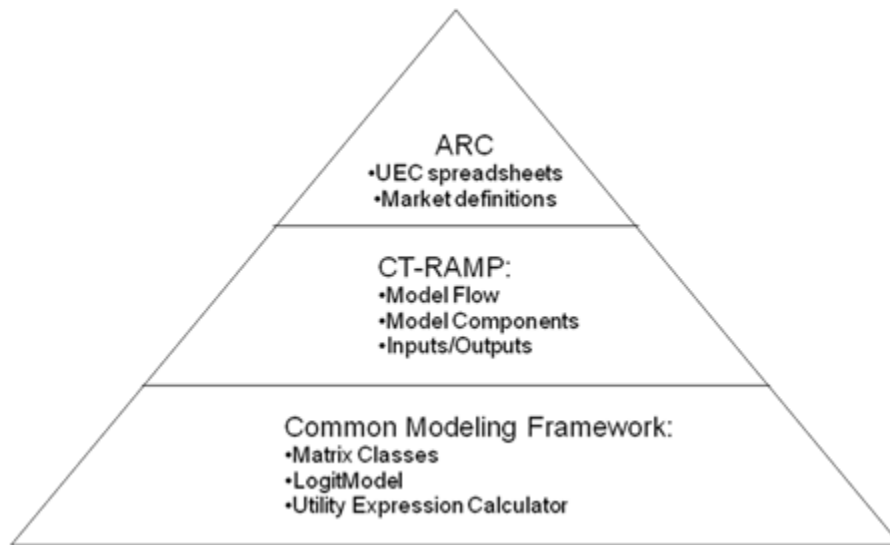 ARC
•UEC spreadsheets
•Market definitions
CT-RAMP:
•Model Flow
•Model Components
•Inputs/Outputs
Common Modeling Framework:
•Matrix Classes
•LogitModel
•Utility Expression Calculator